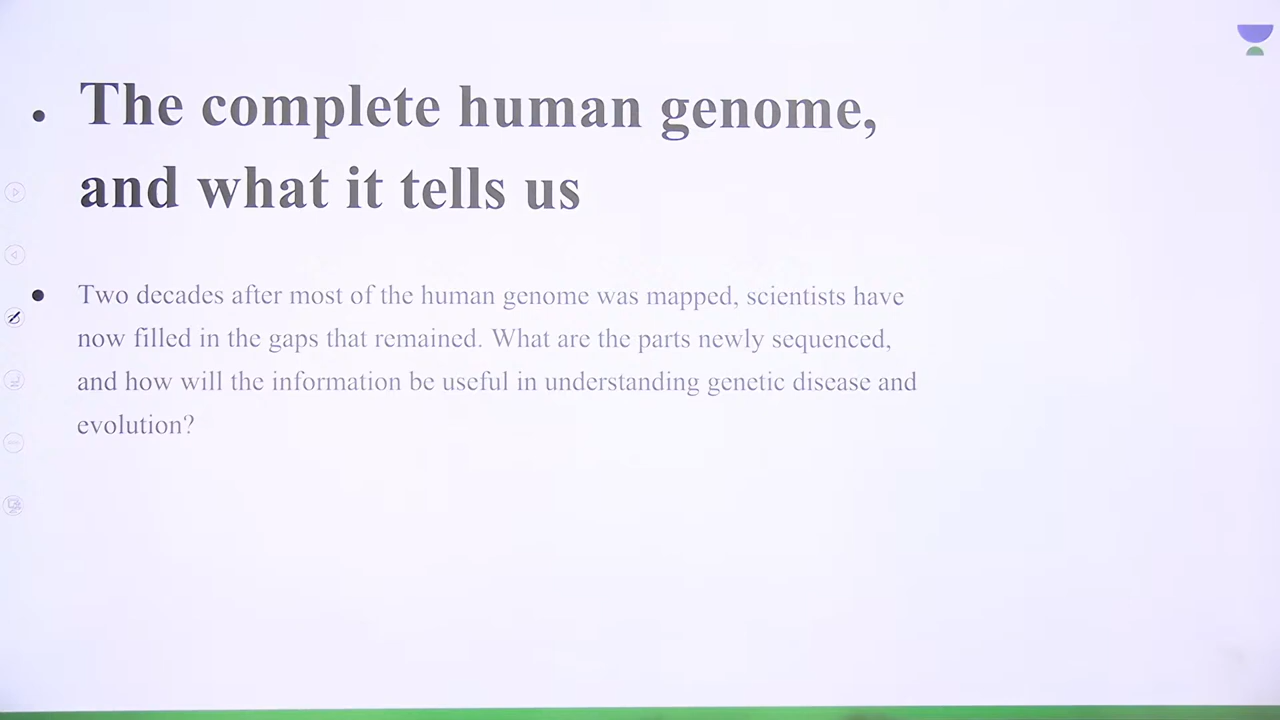 The complete human genome,
and what it tells us
Two decades after most of the human genome was mapped, scientists have
now filled in the gaps that remained. What are the parts newly sequenced,
and how will the information be useful in understanding genetic disease and
evolution?